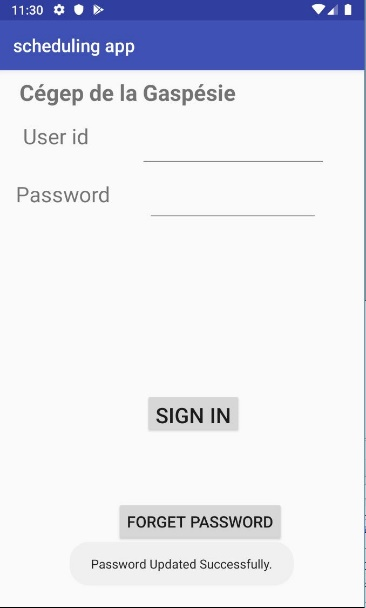 11:30
scheduling app
Cégep de la Gaspésie
User id
Password
SIGN IN
FORGET PASSWORD
Password Updated Successfully.